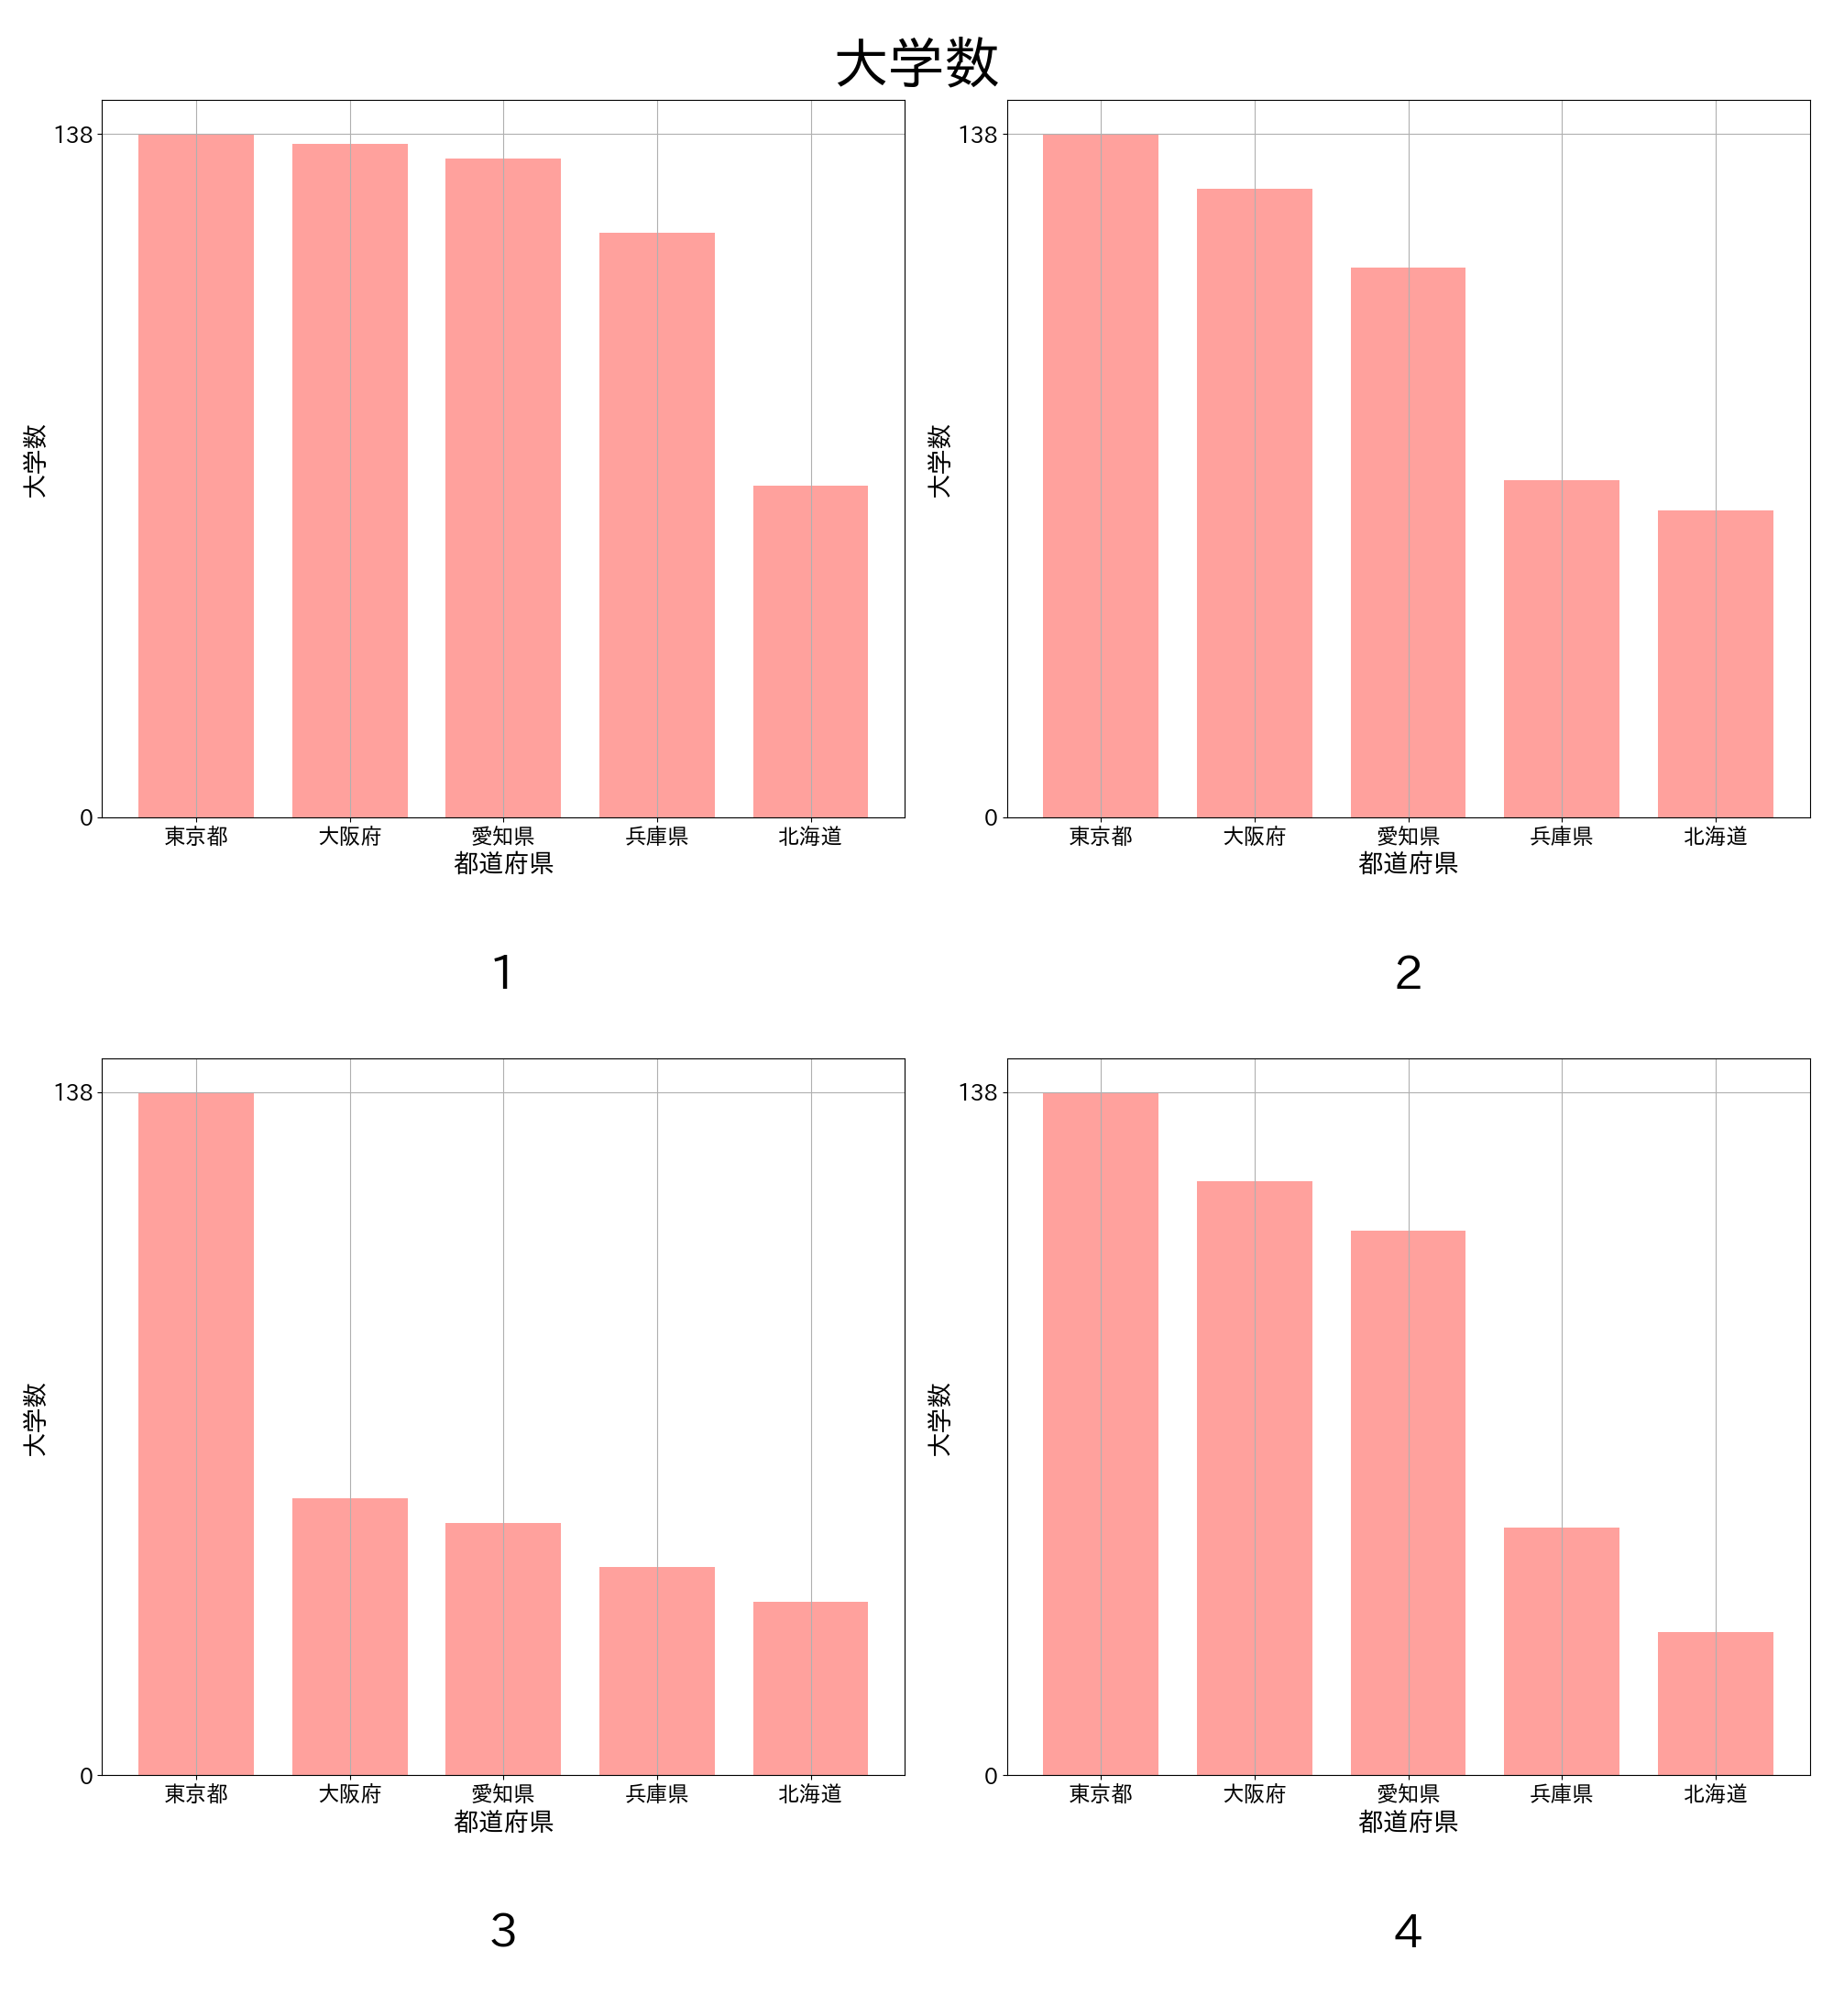 大学数
138
0
大学数
東京都 大阪府 愛知県 兵庫県 北海道
都道府県
1
138
0
大学数
東京都 大阪府 愛知県 兵庫県 北海道
都道府県
2
138
0
大学数
東京都 大阪府 愛知県 兵庫県 北海道
都道府県
3
138
0
大学数
東京都 大阪府 愛知県 兵庫県 北海道
都道府県
4